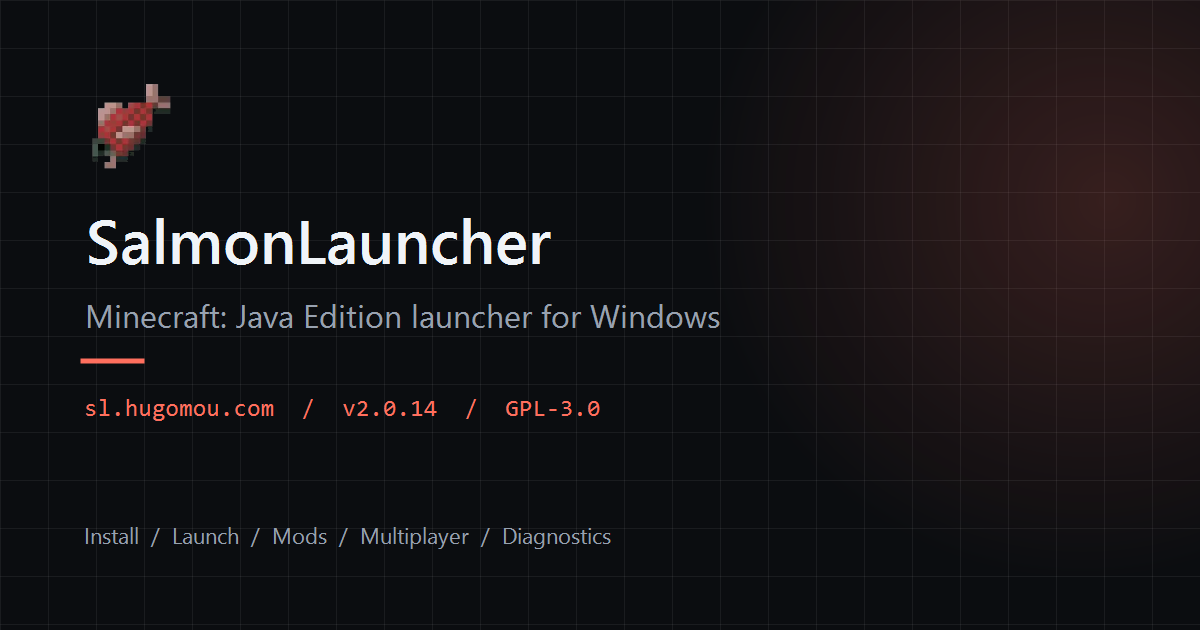 SalmonLauncher
Minecraft: Java Edition launcher for Windows
sl.hugomou.com / v2.0.14 / GPL-3.0
Install / Launch / Mods / Multiplayer / Diagnostics